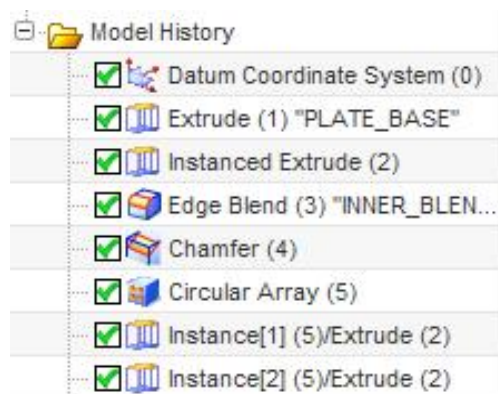 Model History
Datum Coordinate System (0)
Extrude (1) "PLATE_BASE"
Instanced Extrude (2)
Edge Blend (3) "INNER_BLEN...
Chamfer (4)
Circular Array (5)
Instance[1] (5)/Extrude (2)
Instance[2] (5)/Extrude (2)